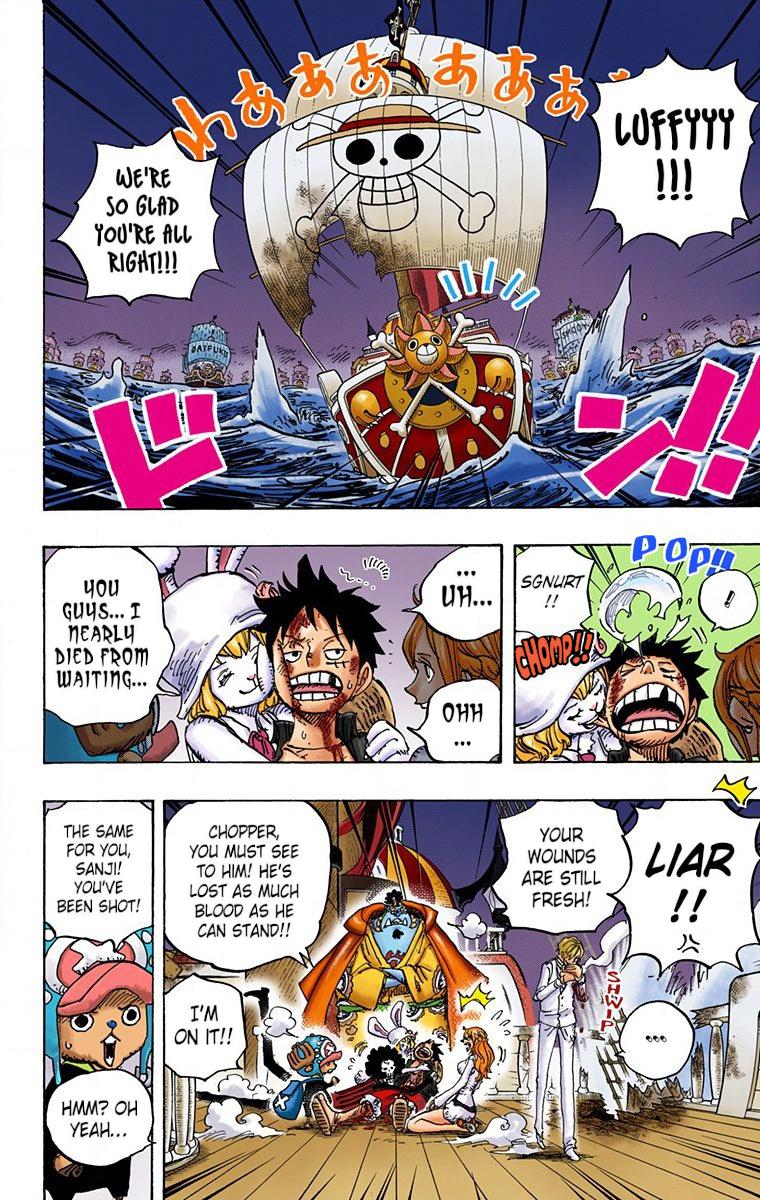 LUFFYYY
!!!
わあああ あああ
WE'RE
SO GLAD
YOU'RE ALL
RIGHT!!!
ドン!!
POP!!
!
SGNURT
!!
CHOMP!!
...
UH...
OHH
...
YOU
GUYS... I
NEARLY
DIED FROM
WAITING...
LIAR
!!
YOUR
WOUNDS
ARE STILL
FRESH!
...
SHWIP
CHOPPER,
YOU MUST SEE
TO HIM! HE'S
LOST AS MUCH
BLOOD AS HE
CAN STAND!!
I'M
ON IT!!
THE SAME
FOR YOU,
SANJI!
YOU'VE
BEEN SHOT!
HMM? OH
YEAH...